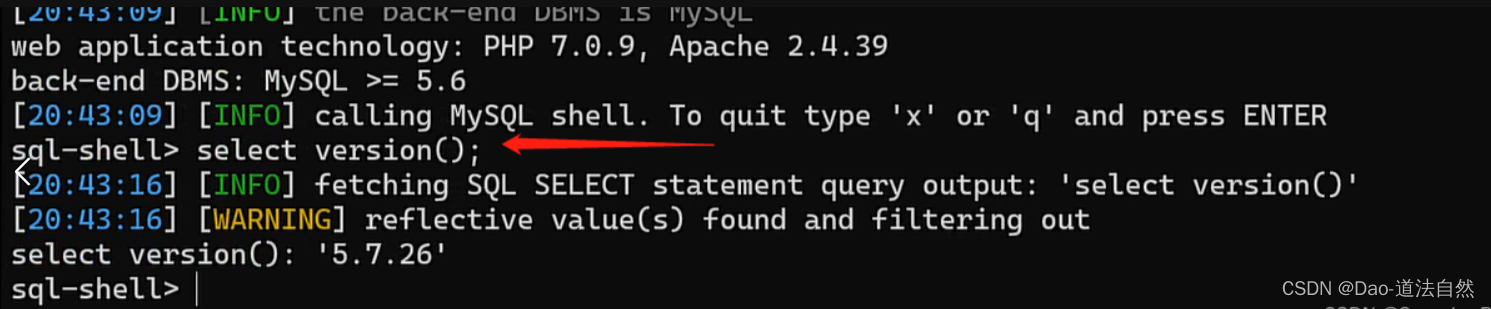 [20:43:09] [INFO] the back-end DBMS is MySQL
web application technology: PHP 7.0.9, Apache 2.4.39
back-end DBMS: MySQL >= 5.6
[20:43:09] [INFO] calling MySQL shell. To quit type 'x' or 'q' and press ENTER
sql-shell> select version();
[20:43:16] [INFO] fetching SQL SELECT statement query output: 'select version()'
[20:43:16] [WARNING] reflective value(s) found and filtering out
select version(): '5.7.26'
sql-shell>
CSDN @Dao-道法自然